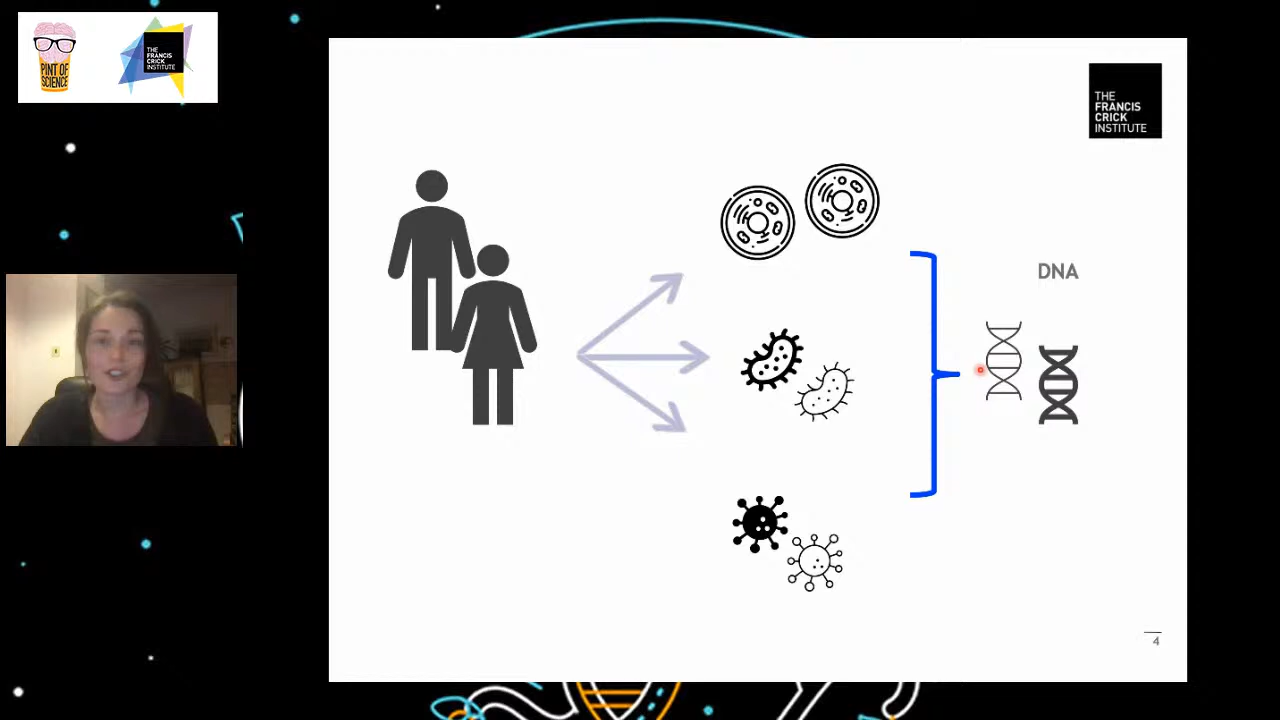 PINT OF
SCIENCE
THE
FRANCIS
CRICK
INSTITUTE
THE
FRANCIS
CRICK
INSTITUTE
DNA
4